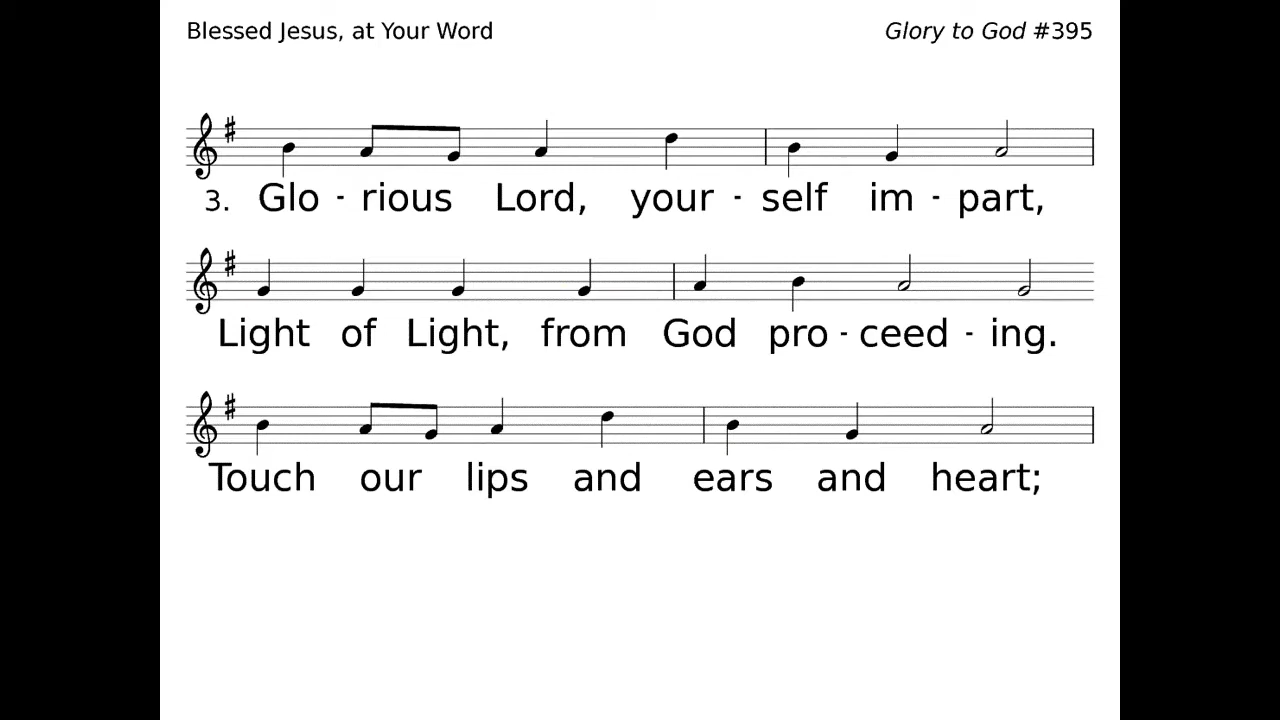 Blessed Jesus, at Your Word Glory to God #395
3. Glo - rious Lord, your - self im - part,
Light of Light, from God pro - ceed - ing.
Touch our lips and ears and heart;